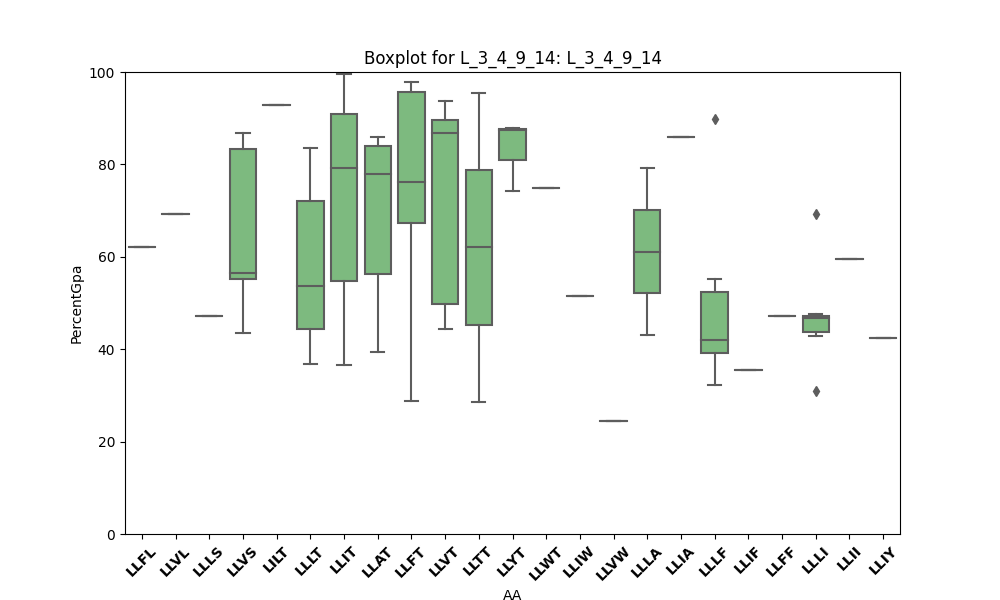 Boxplot for L_3_4_9_14: L_3_4_9_14
PercentGpa
100
80
60
40
20
0
LLFL LLVL LLLS LLVS LILT LLLT LLIT LLAT LLFT LLVT LLTT LLYT LLWT LLIW LLVW LLLA LLIA LLLF LLIF LLFF LLLI LLII LLIY
AA